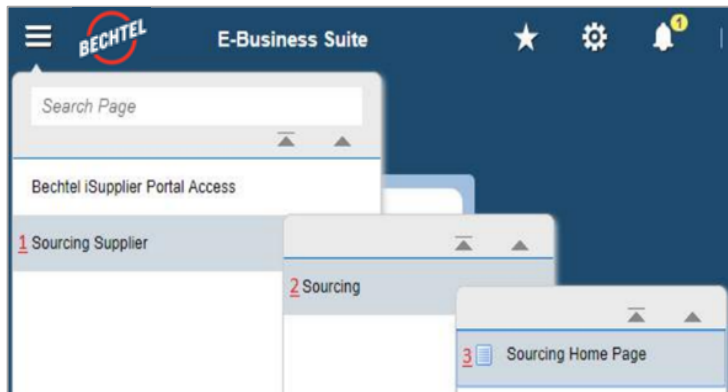 BECHTEL
E-Business Suite
1
Search Page
Bechtel iSupplier Portal Access
1 Sourcing Supplier
2 Sourcing
3 Sourcing Home Page